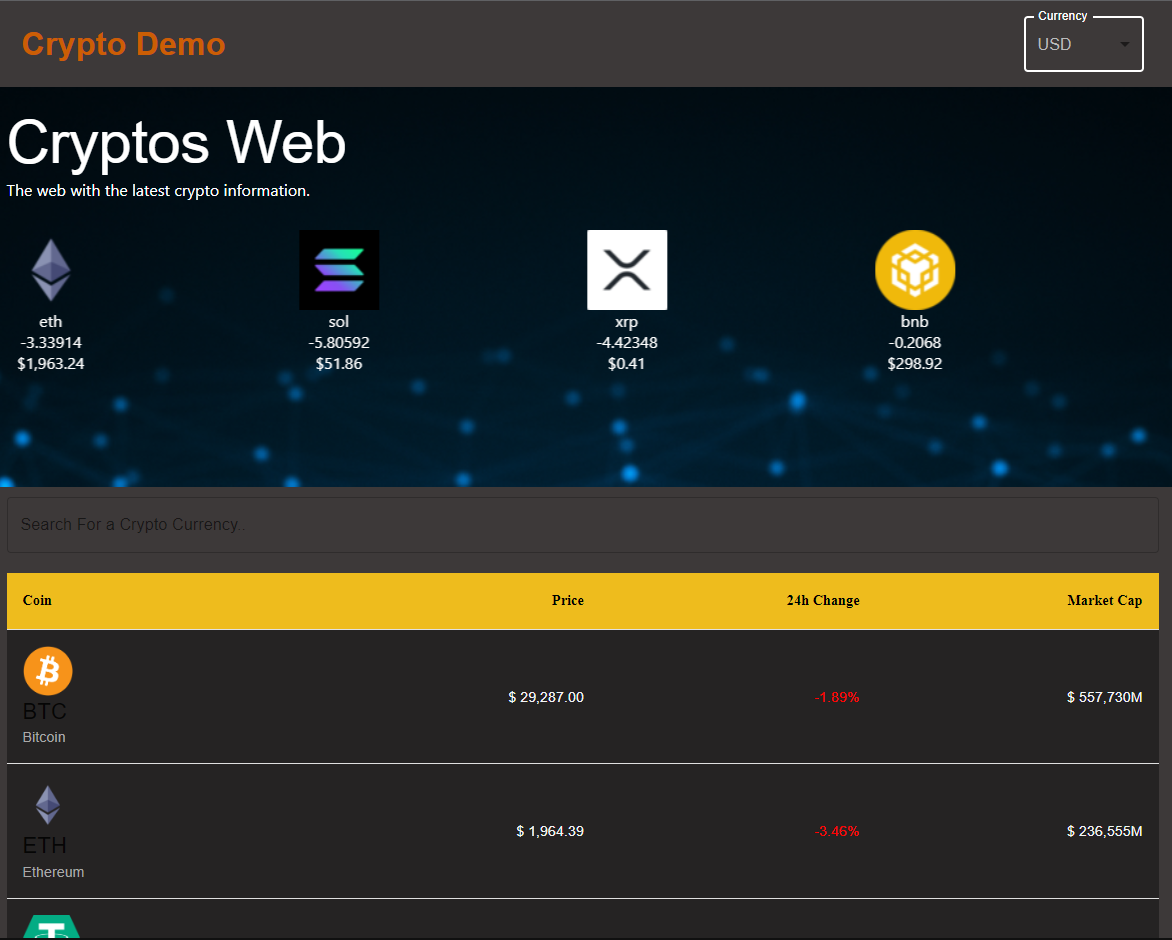 Crypto Demo
Currency
USD
Cryptos Web
The web with the latest crypto information.
eth sol xrp bnb
-3.33914 -5.80592 -4.42348 -0.2068
$1,963.24 $51.86 $0.41 $298.92
Search For a Crypto Currency..
Coin Price 24h Change Market Cap
BTC
Bitcoin
$ 29,287.00 -1.89% $ 557,730M
ETH
Ethereum
$ 1,964.39 -3.46% $ 236,555M